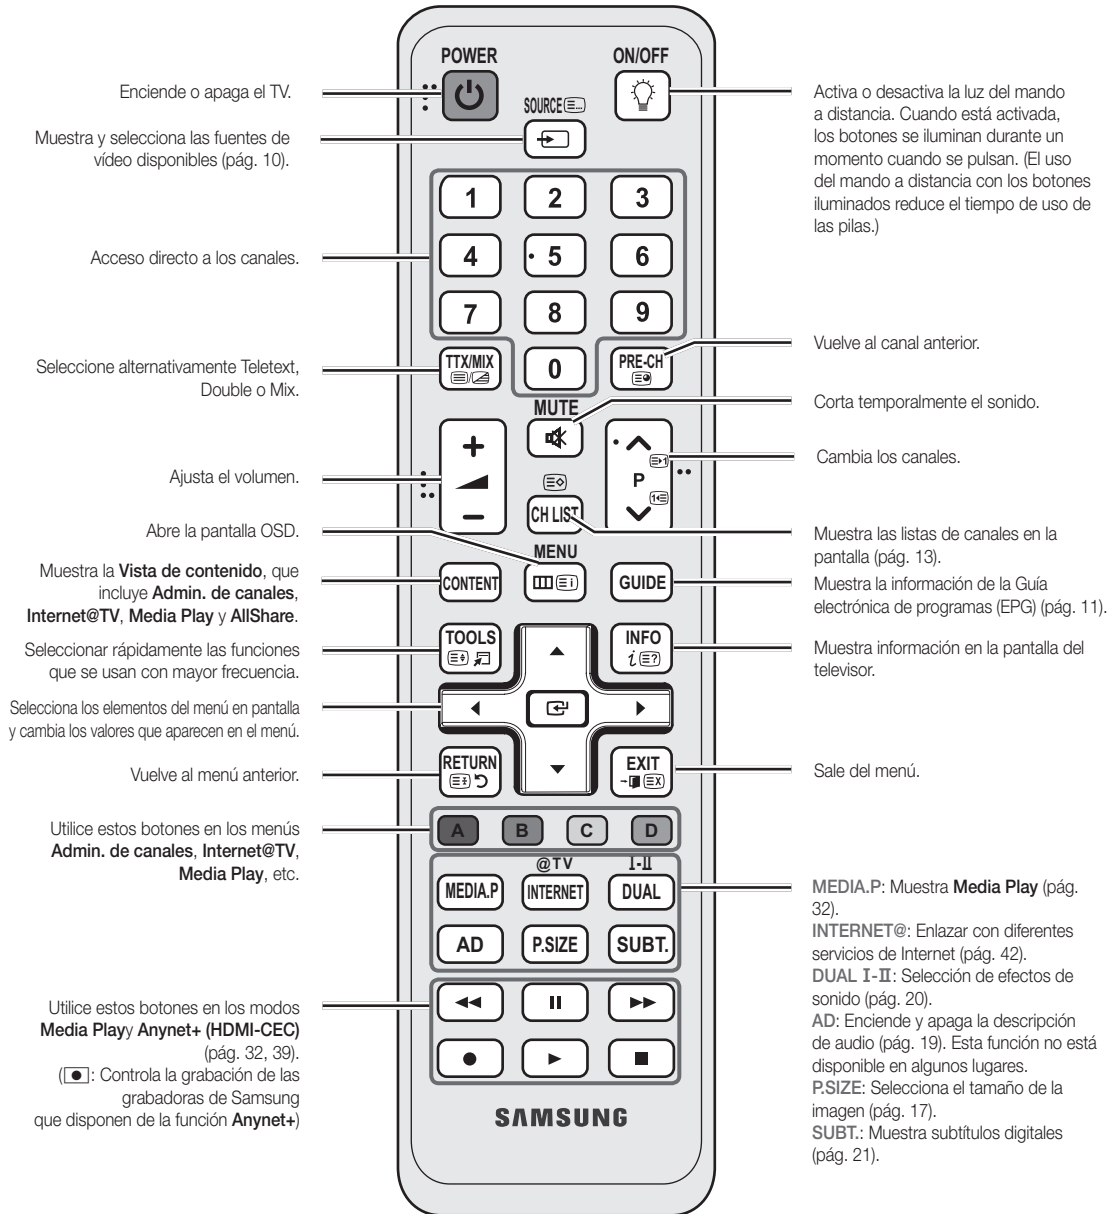 POWER
ON/OFF
SOURCE
Enciende o apaga el TV.
Muestra y selecciona las fuentes de
vídeo disponibles (pág. 10).
Acceso directo a los canales.
Seleccione alternativamente Teletext,
Double o Mix.
Ajusta el volumen.
Abre la pantalla OSD.
Muestra la Vista de contenido, que
incluye Admin. de canales,
Internet@TV, Media Play y AllShare.
Seleccionar rápidamente las funciones
que se usan con mayor frecuencia.
Selecciona los elementos del menú en pantalla
y cambia los valores que aparecen en el menú.
Vuelve al menú anterior.
Utilice estos botones en los menús
Admin. de canales, Internet@TV,
Media Play, etc.
Utilice estos botones en los modos
Media Playy Anynet+ (HDMI-CEC)
(pág. 32, 39).
(: Controla la grabación de las
grabadoras de Samsung
que disponen de la función Anynet+)
1 2 3
4 5 6
7 8 9
TTX/MIX 0 PRE-CH
MUTE
+ P −
CH LIST
MENU
CONTENT GUIDE
TOOLS INFO
RETURN EXIT
A B C D
@TV I-II
MEDIA.P INTERNET DUAL
AD P.SIZE SUBT.
SAMSUNG
Activa o desactiva la luz del mando
a distancia. Cuando está activada,
los botones se iluminan durante un
momento cuando se pulsan. (El uso
del mando a distancia con los botones
iluminados reduce el tiempo de uso de
las pilas.)
Vuelve al canal anterior.
Corta temporalmente el sonido.
Cambia los canales.
Muestra las listas de canales en la
pantalla (pág. 13).
Muestra la información de la Guía
electrónica de programas (EPG) (pág. 11).
Muestra información en la pantalla del
televisor.
Sale del menú.
MEDIA.P: Muestra Media Play (pág.
32).
INTERNET@: Enlazar con diferentes
servicios de Internet (pág. 42).
DUAL I-II: Selección de efectos de
sonido (pág. 20).
AD: Enciende y apaga la descripción
de audio (pág. 19). Esta función no está
disponible en algunos lugares.
P.SIZE: Selecciona el tamaño de la
imagen (pág. 17).
SUBT.: Muestra subtítulos digitales
(pág. 21).